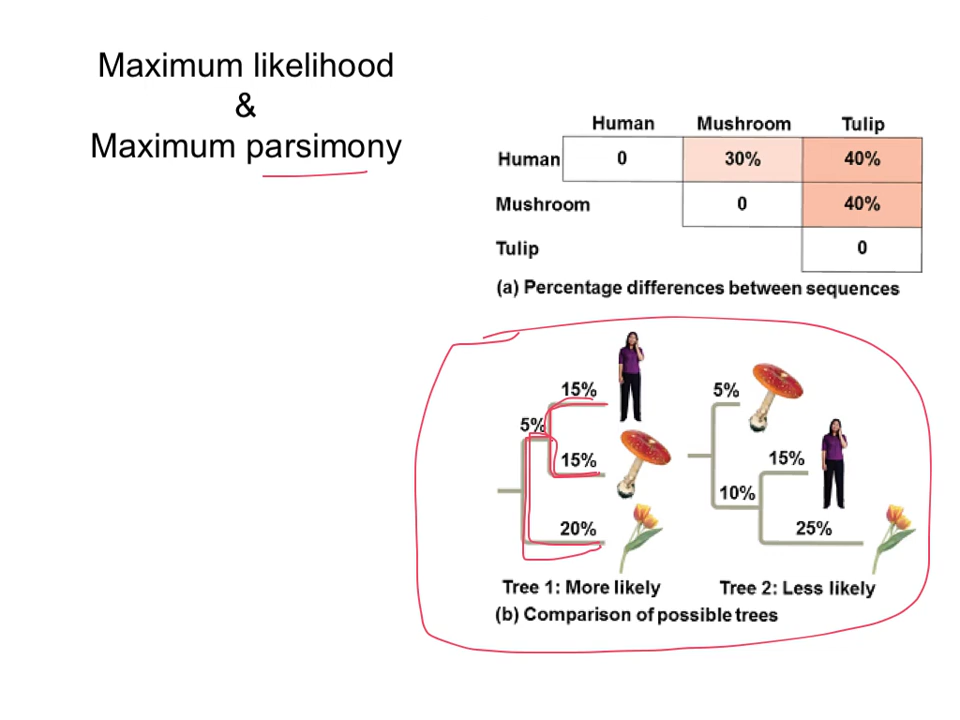 Maximum likelihood
&
Maximum parsimony
Human Mushroom Tulip
Human 0 30% 40%
Mushroom 0 40%
Tulip 0
(a) Percentage differences between sequences
15%
5%
15%
20%
Tree 1: More likely
5%
15%
10%
25%
Tree 2: Less likely
(b) Comparison of possible trees